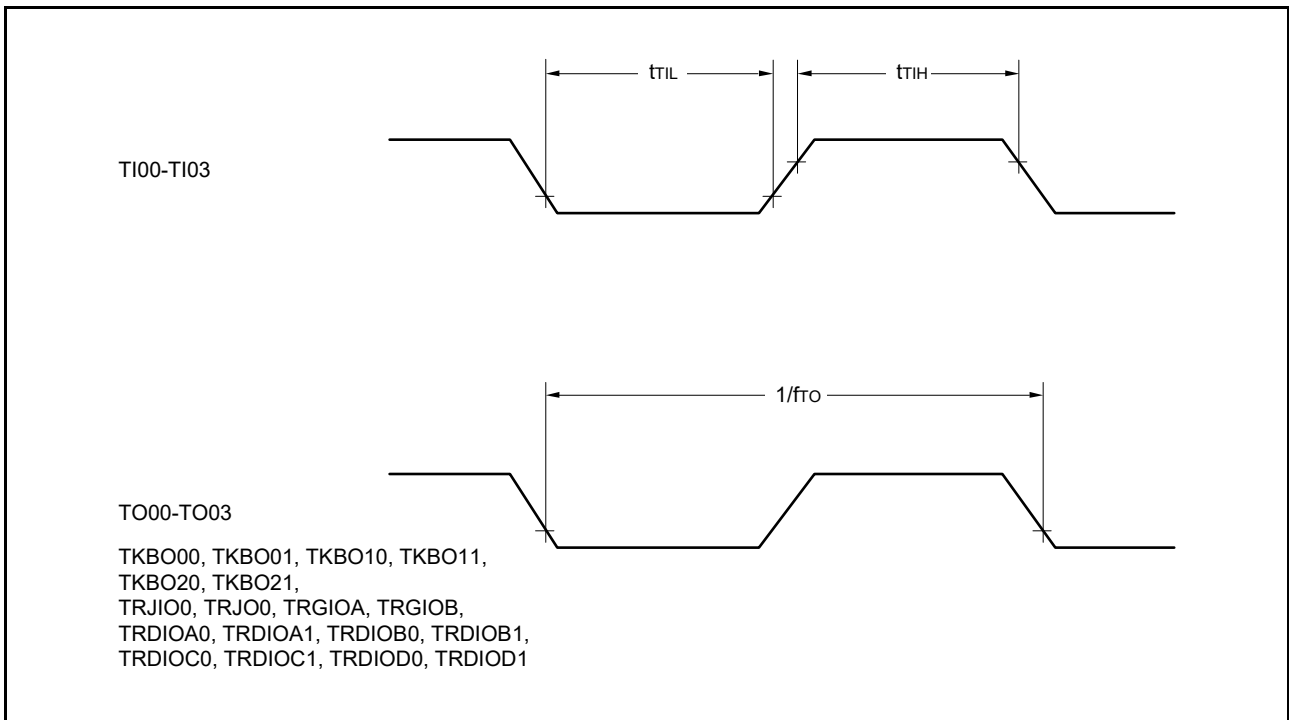 tTIL
tTIH
TI00-TI03
1/fTO
TO00-TO03
TKBO00, TKBO01, TKBO10, TKBO11,
TKBO20, TKBO21,
TRJIO0, TRJO0, TRGIOA, TRGIOB,
TRDIOA0, TRDIOA1, TRDIOB0, TRDIOB1,
TRDIOC0, TRDIOC1, TRDIOD0, TRDIOD1